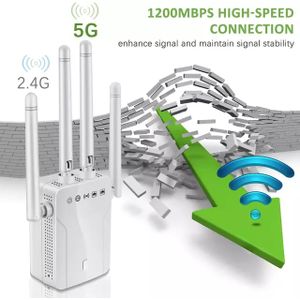 1200MBPS HIGH-SPEED
CONNECTION
enhance signal and maintain signal stability
5G
2.4G